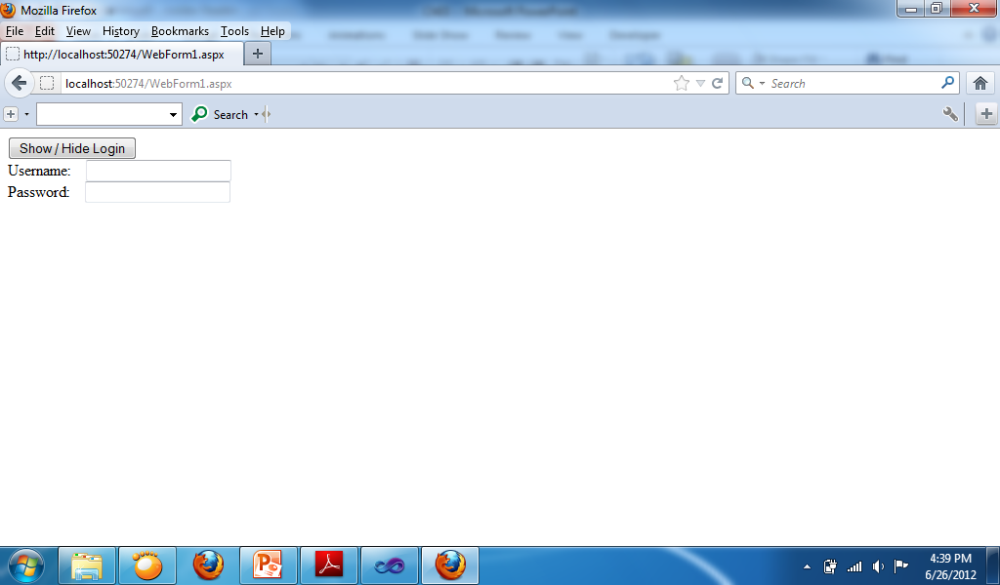 Mozilla Firefox
File Edit View History Bookmarks Tools Help
http://localhost:50274/WebForm1.aspx
localhost:50274/WebForm1.aspx Search
Search
Show / Hide Login
Username:
Password:
4:39 PM
6/26/2012